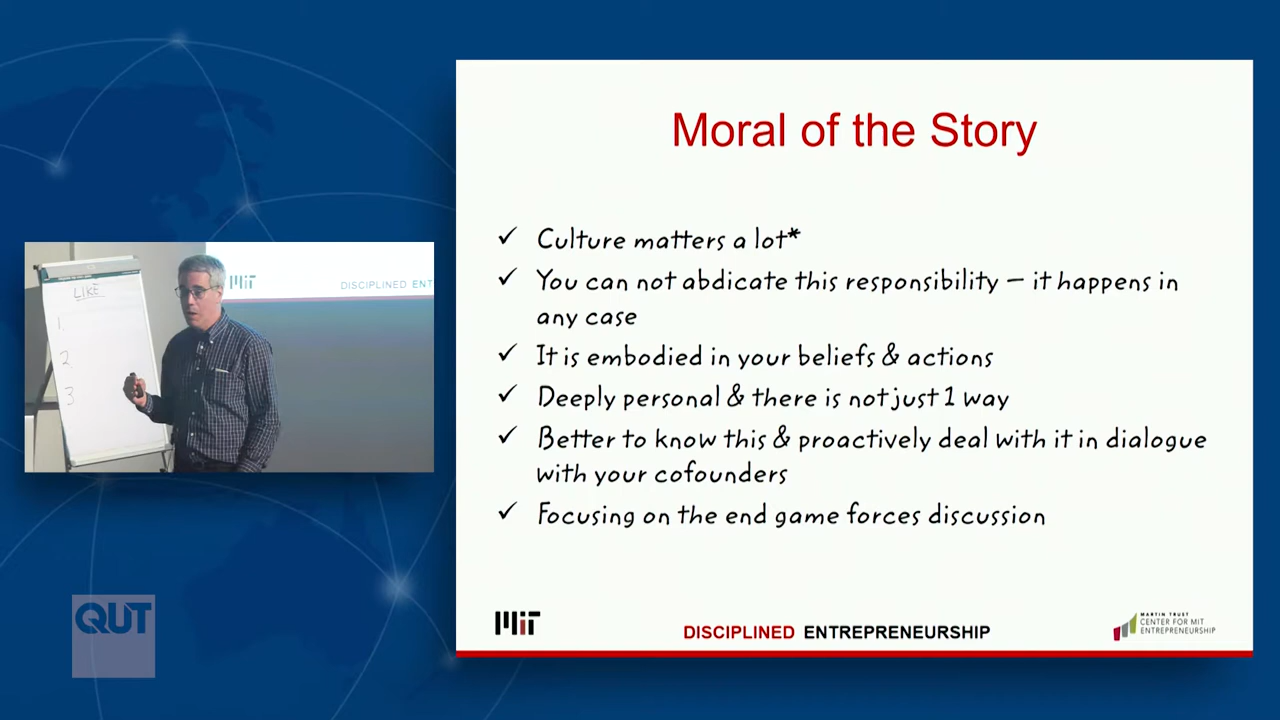 Moral of the Story
✓ Culture matters a lot*
✓ You can not abdicate this responsibility – it happens in
any case
✓ It is embodied in your beliefs & actions
✓ Deeply personal & there is not just 1 way
✓ Better to know this & proactively deal with it in dialogue
with your cofounders
✓ Focusing on the end game forces discussion
MIT
DISCIPLINED ENTREPRENEURSHIP
MARTIN TRUST
CENTER FOR MIT
ENTREPRENEURSHIP
LIKE
1
2
3
MIT
DISCIPLINED ENT
QUT